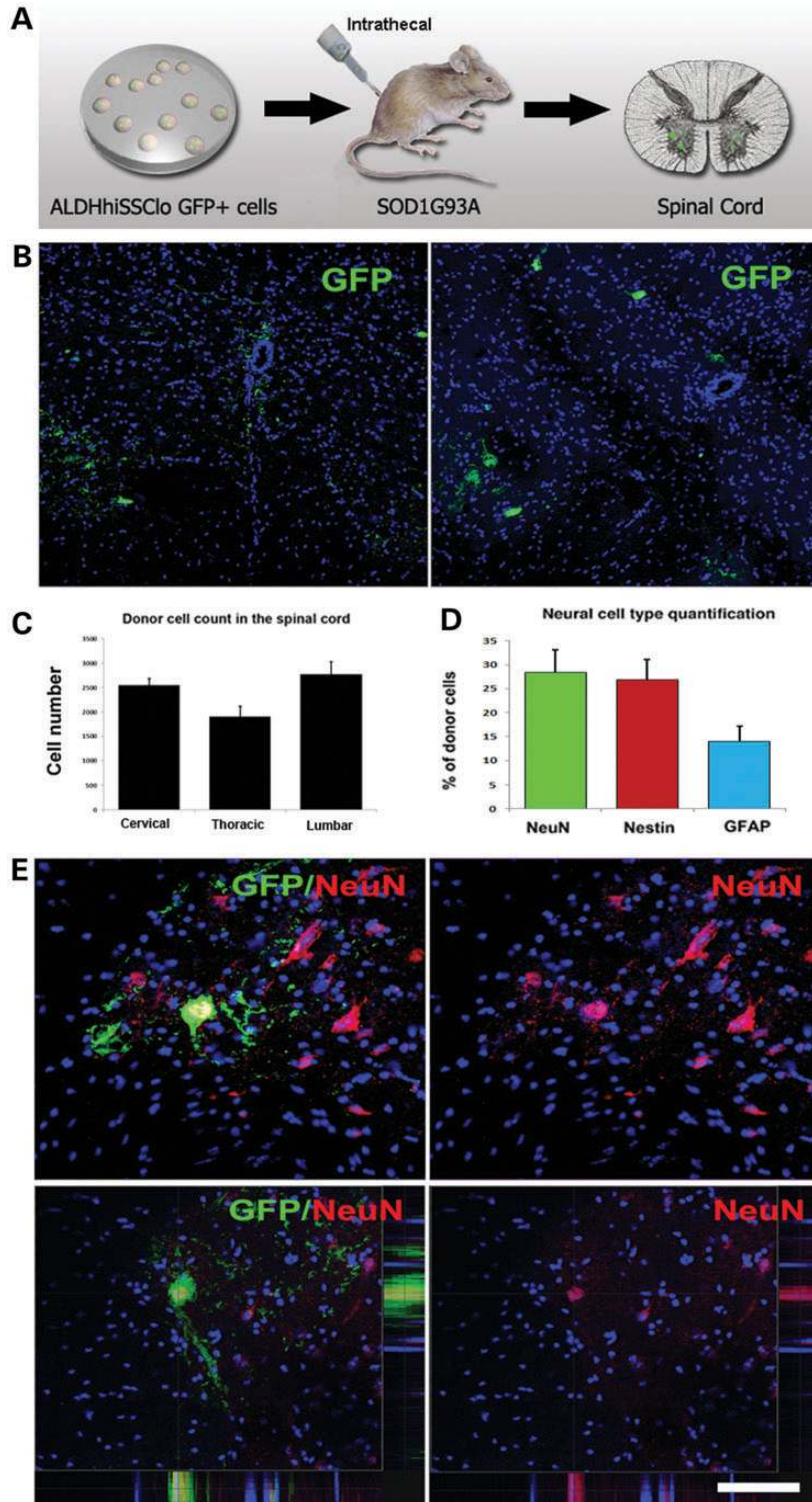 A
Intrathecal
ALDHhiSSClo GFP+ cells
SOD1G93A
Spinal Cord
B
GFP
GFP
C
Donor cell count in the spinal cord
Cell number
3500
3000
2500
2000
1500
1000
500
0
Cervical
Thoracic
Lumbar
D
Neural cell type quantification
% of donor cells
35
30
25
20
15
10
5
0
NeuN
Nestin
GFAP
E
GFP/NeuN
NeuN
GFP/NeuN
NeuN